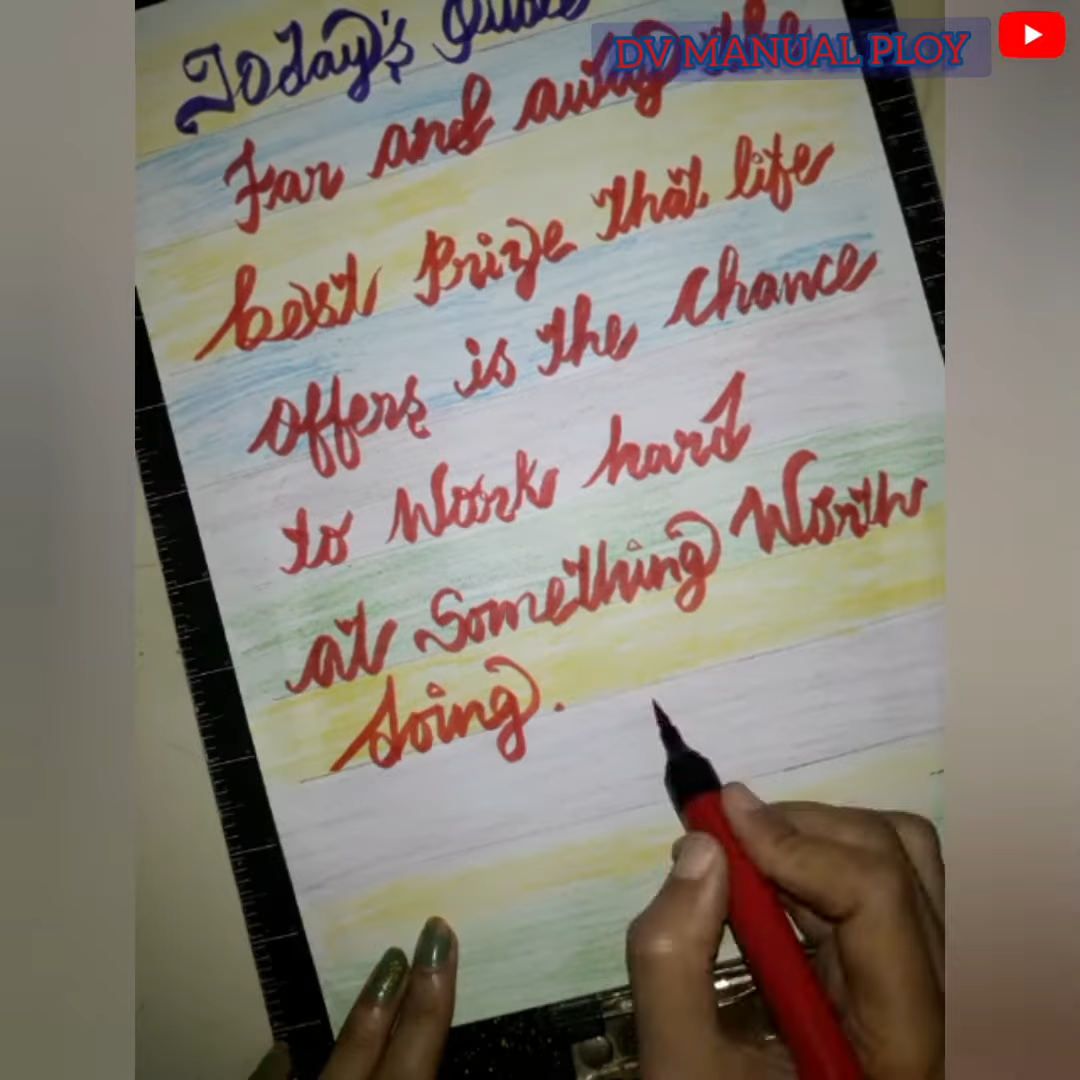 Today's Quote
DV MANUAL PLOY
Far and away the
best Prize that life
offers is the chance
to Work hard
at Something Worth
doing.